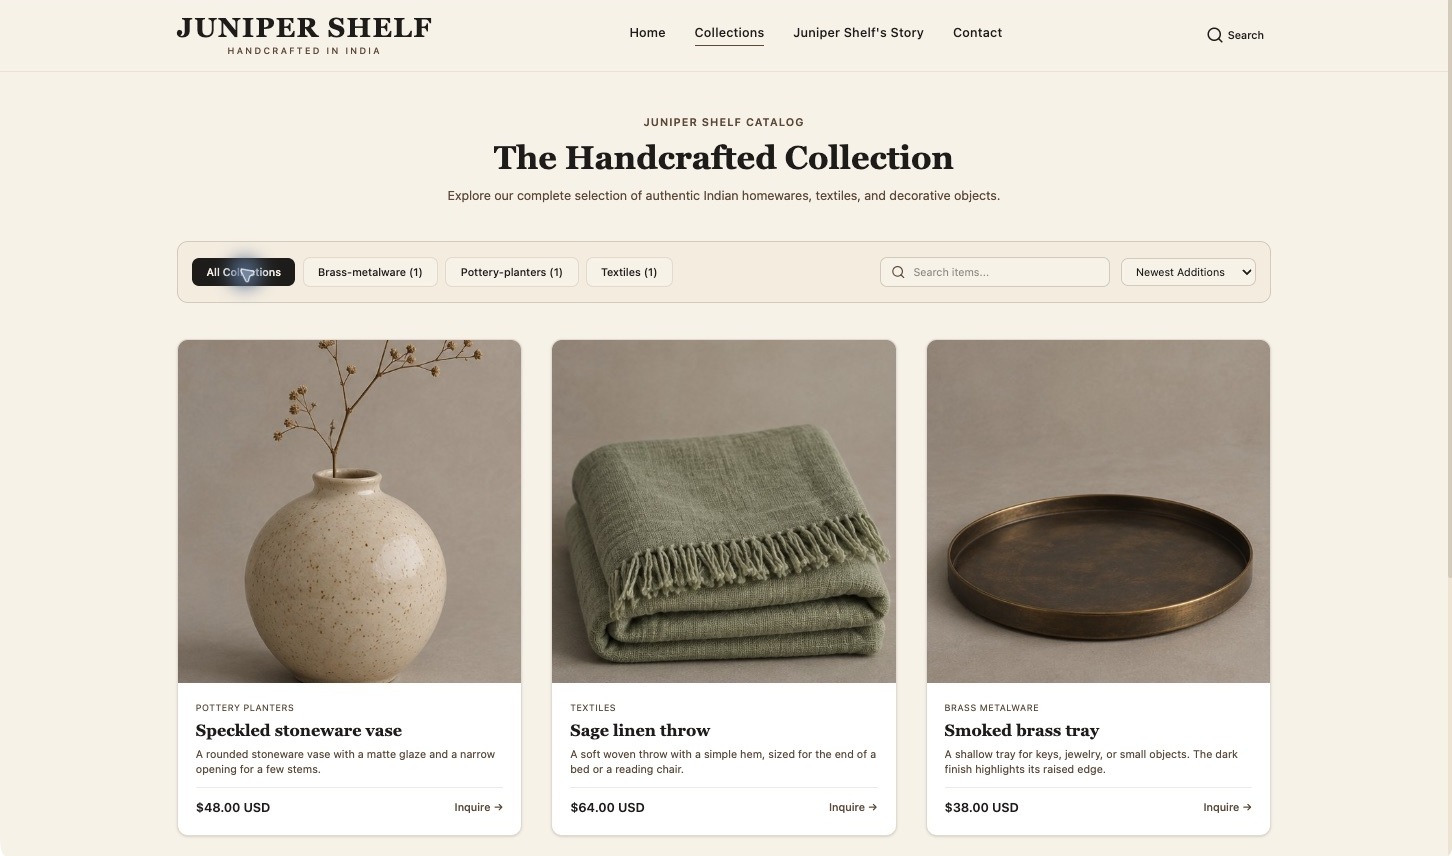 JUNIPER SHELF
HANDCRAFTED IN INDIA
Home
Collections
Juniper Shelf's Story
Contact
Search
JUNIPER SHELF CATALOG
The Handcrafted Collection
Explore our complete selection of authentic Indian homewares, textiles, and decorative objects.
All Collections
Brass-metalware (1)
Pottery-planters (1)
Textiles (1)
Search items...
Newest Additions
POTTERY PLANTERS
Speckled stoneware vase
A rounded stoneware vase with a matte glaze and a narrow
opening for a few stems.
$48.00 USD
Inquire →
TEXTILES
Sage linen throw
A soft woven throw with a simple hem, sized for the end of a
bed or a reading chair.
$64.00 USD
Inquire →
BRASS METALWARE
Smoked brass tray
A shallow tray for keys, jewelry, or small objects. The dark
finish highlights its raised edge.
$38.00 USD
Inquire →